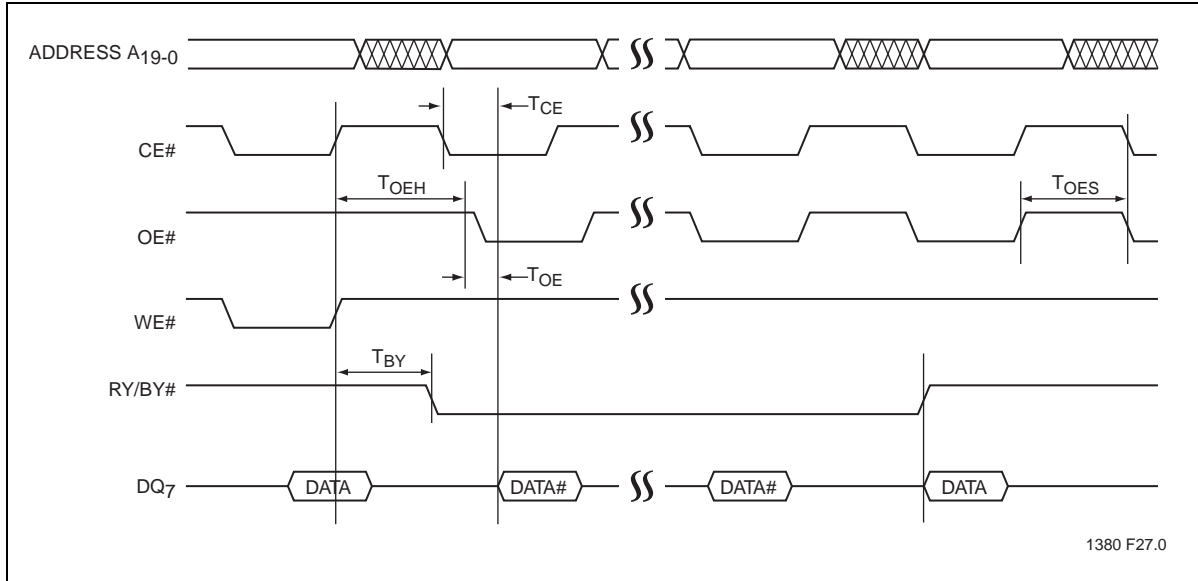 ADDRESS A19-0
TCE
CE#
TOEH
TOES
OE#
TOE
WE#
TBY
RY/BY#
DQ7
DATA
DATA#
DATA#
DATA
1380 F27.0